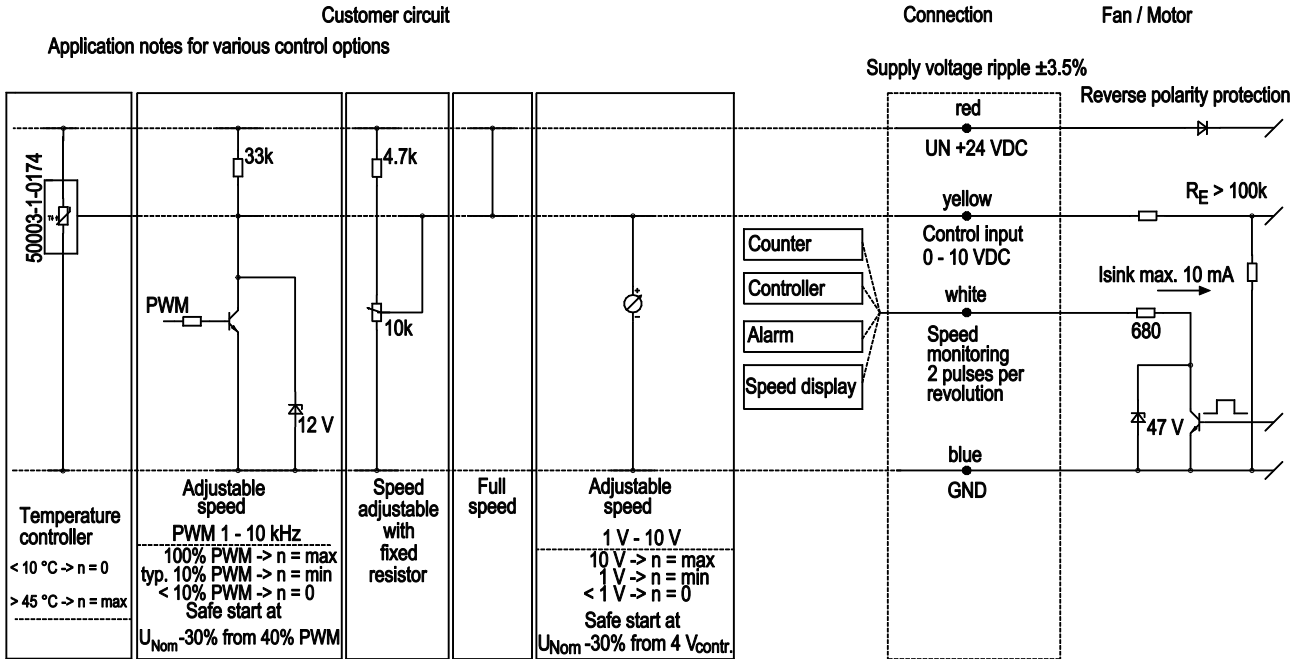 Customer circuit
Connection
Fan / Motor
Application notes for various control options
Supply voltage ripple ±3.5%
Reverse polarity protection
red
UN +24 VDC
50003-1-0174
33k
4.7k
yellow
R_E > 100k
Control input
0 - 10 VDC
Counter
Controller
Alarm
Speed display
Isink max. 10 mA
white
680
PWM
10k
Speed
monitoring
2 pulses per
revolution
12 V
47 V
blue
GND
Temperature
controller
< 10 °C -> n = 0
> 45 °C -> n = max
Adjustable
speed
PWM 1 - 10 kHz
100% PWM -> n = max
typ. 10% PWM -> n = min
< 10% PWM -> n = 0
Safe start at
U_Nom -30% from 40% PWM
Speed
adjustable
with
fixed
resistor
Full
speed
Adjustable
speed
1 V - 10 V
10 V -> n = max
1 V -> n = min
< 1 V -> n = 0
Safe start at
U_Nom -30% from 4 V_contr.